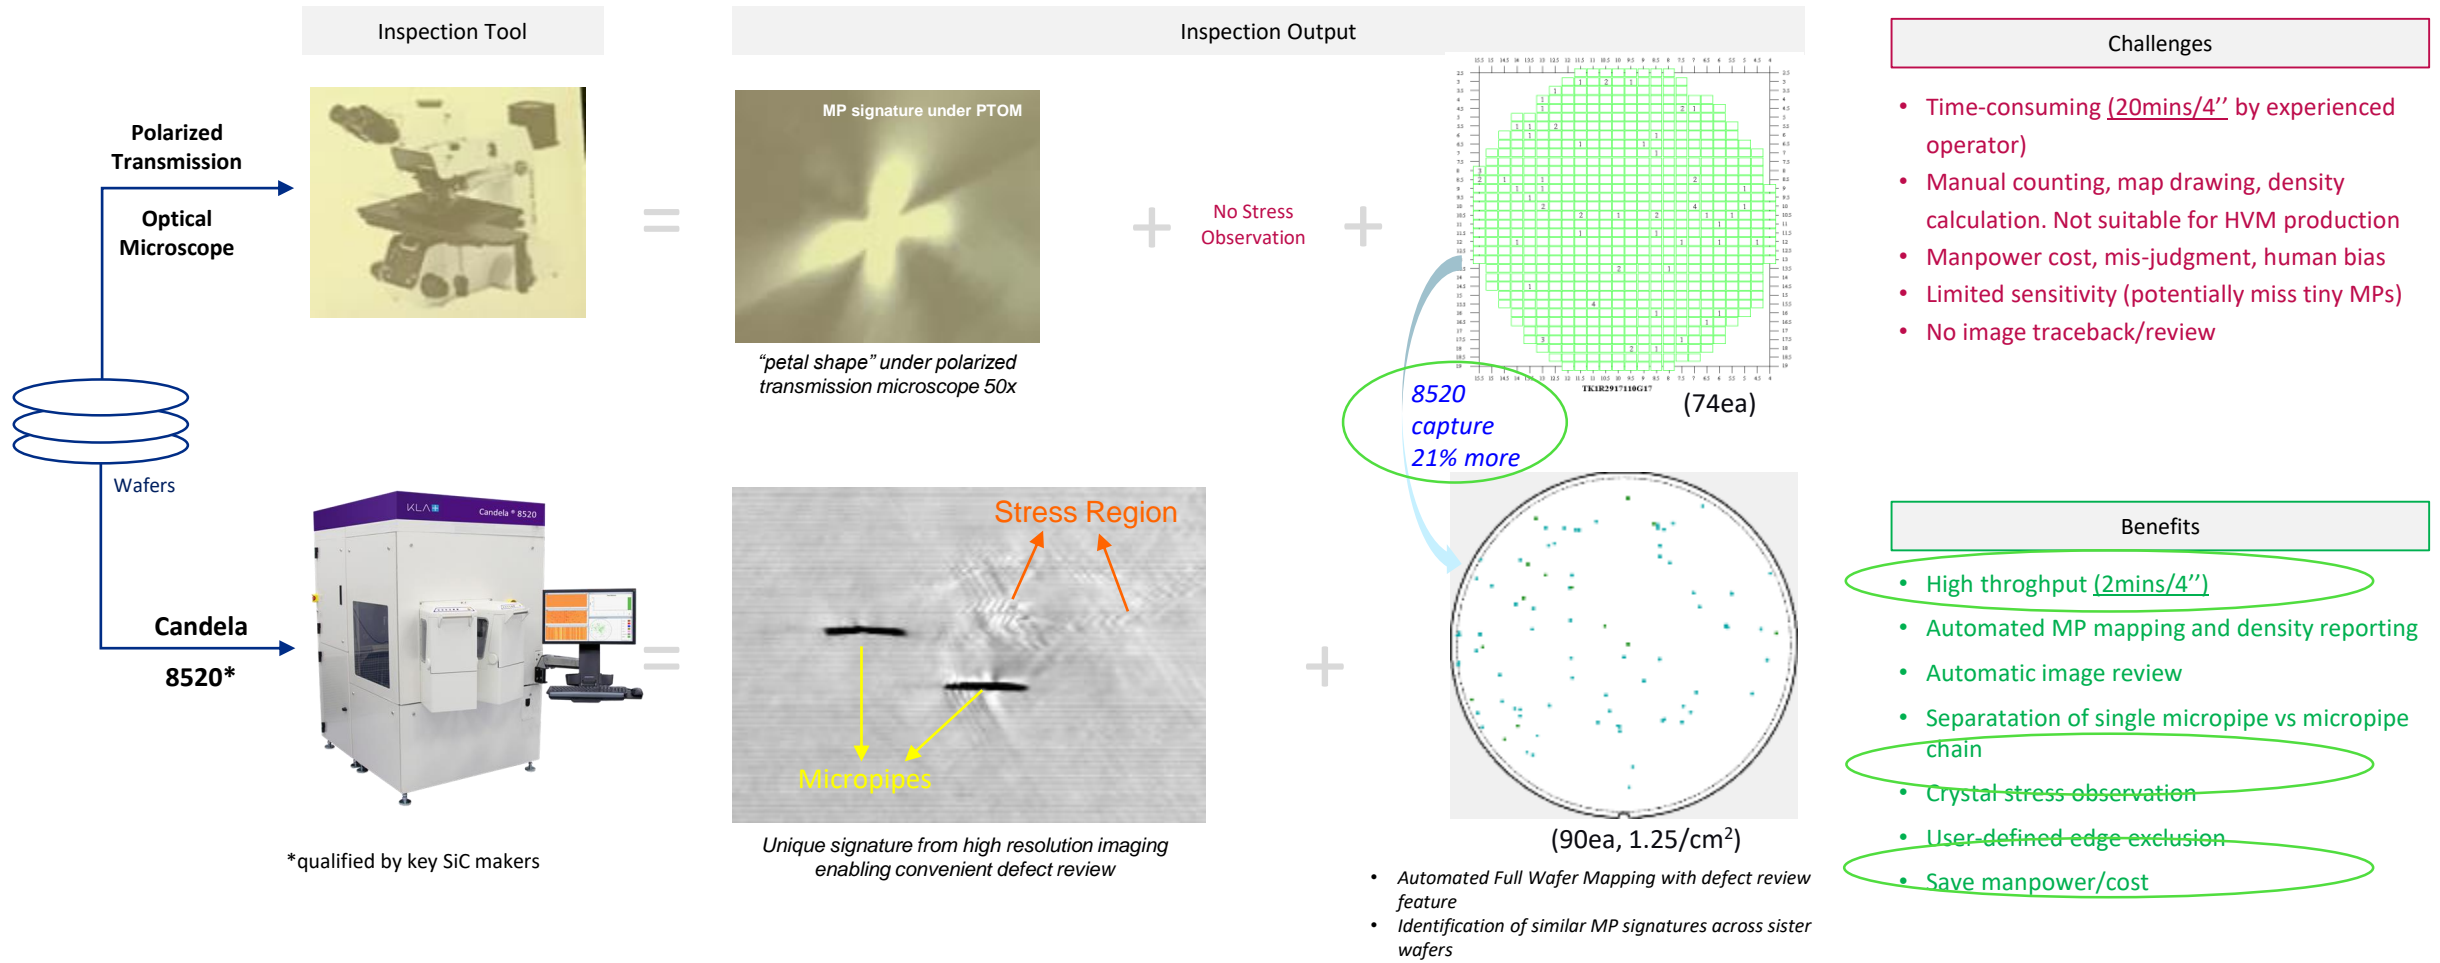 Inspection Tool
Inspection Output
Challenges
Polarized
Transmission
Optical
Microscope
MP signature under PTOM
"petal shape" under polarized
transmission microscope 50x
No Stress
Observation
TK1R2917110G17
(74ea)
8520
capture
21% more
• Time-consuming (20mins/4'' by experienced
operator)
• Manual counting, map drawing, density
calculation. Not suitable for HVM production
• Manpower cost, mis-judgment, human bias
• Limited sensitivity (potentially miss tiny MPs)
• No image traceback/review
Wafers
Candela
8520*
KLA
Candela ® 8520
*qualified by key SiC makers
Stress Region
Micropipes
Unique signature from high resolution imaging
enabling convenient defect review
(90ea, 1.25/cm²)
• Automated Full Wafer Mapping with defect review
feature
• Identification of similar MP signatures across sister
wafers
Benefits
• High throghput (2mins/4'')
• Automated MP mapping and density reporting
• Automatic image review
• Separatation of single micropipe vs micropipe
chain
• Crystal stress observation
• User-defined edge exclusion
• Save manpower/cost